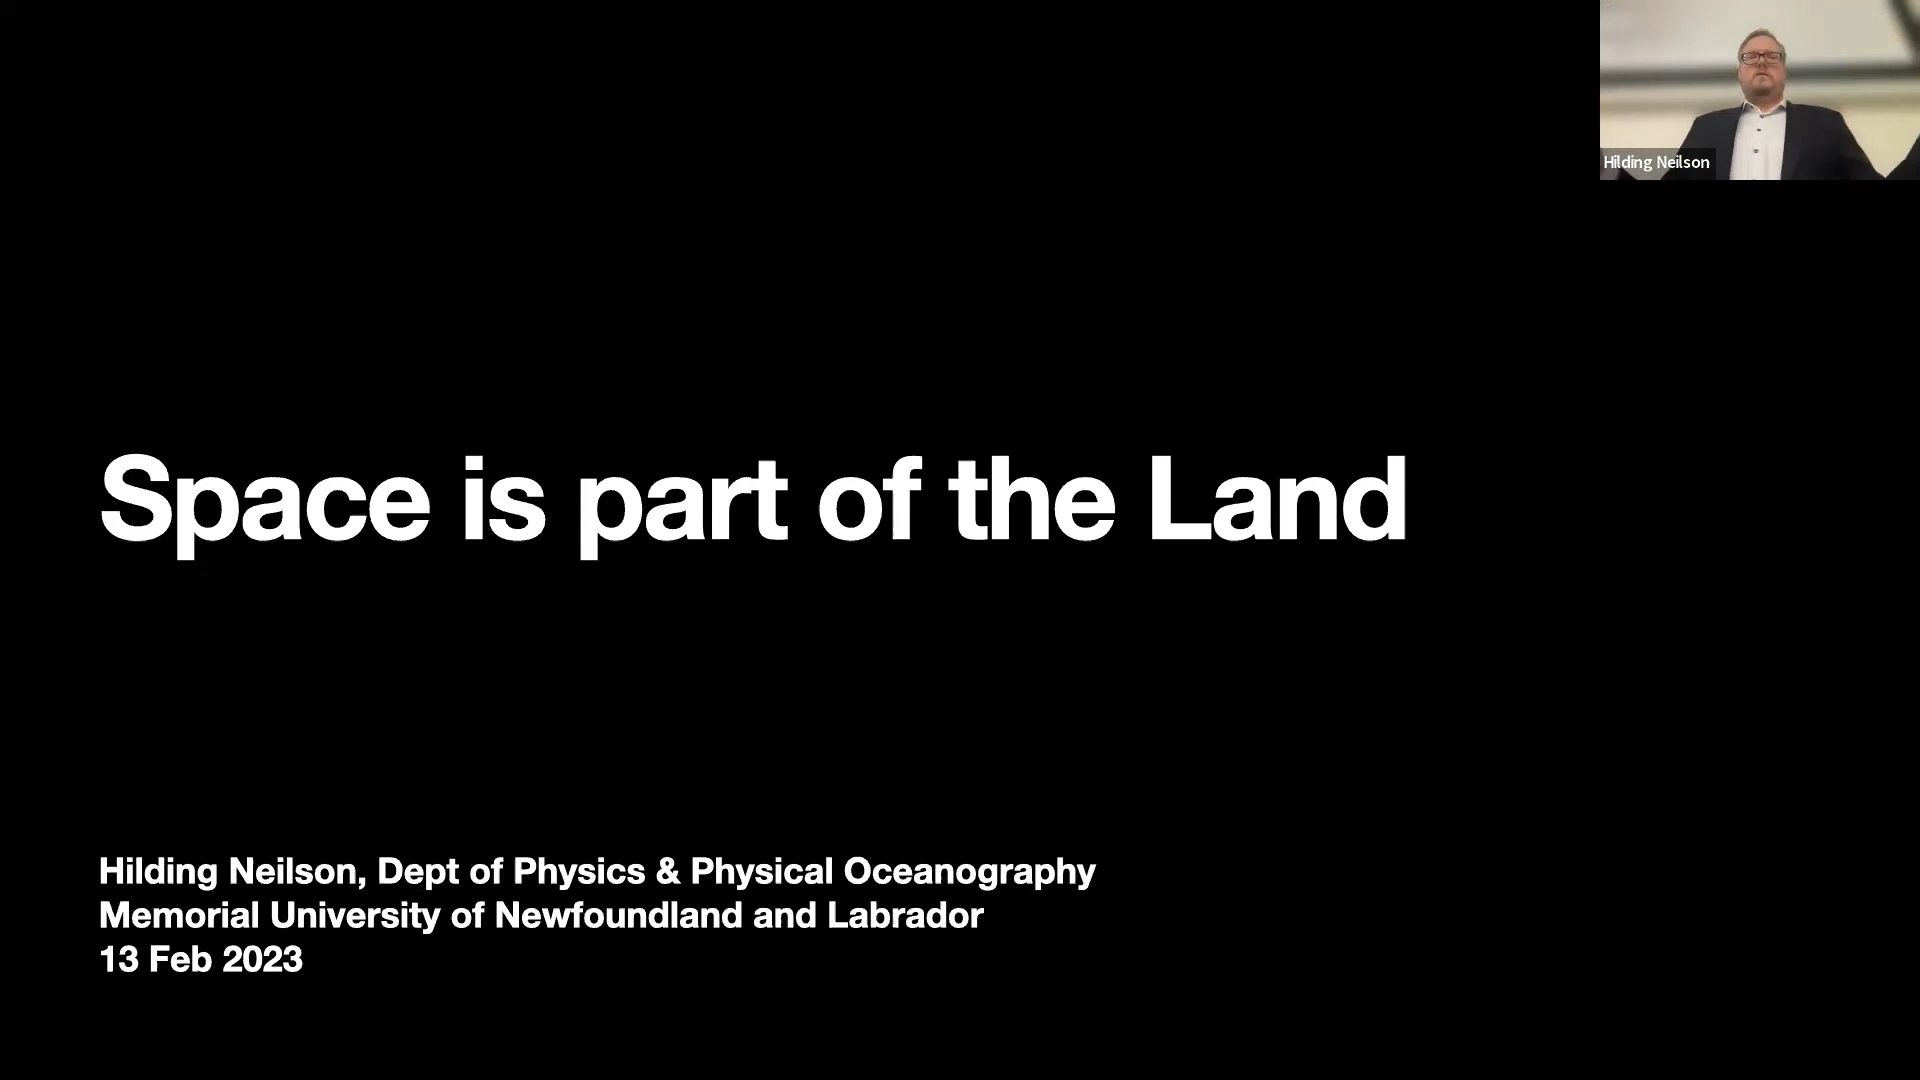 Hilding Neilson
Space is part of the Land
Hilding Neilson, Dept of Physics & Physical Oceanography
Memorial University of Newfoundland and Labrador
13 Feb 2023